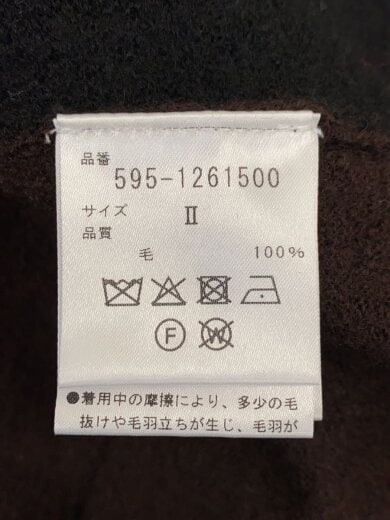 品番
595-1261500
サイズ Ⅱ
品質
毛 100%
F W
●着用中の摩擦により、多少の毛
抜けや毛羽立ちが生じ、毛羽が